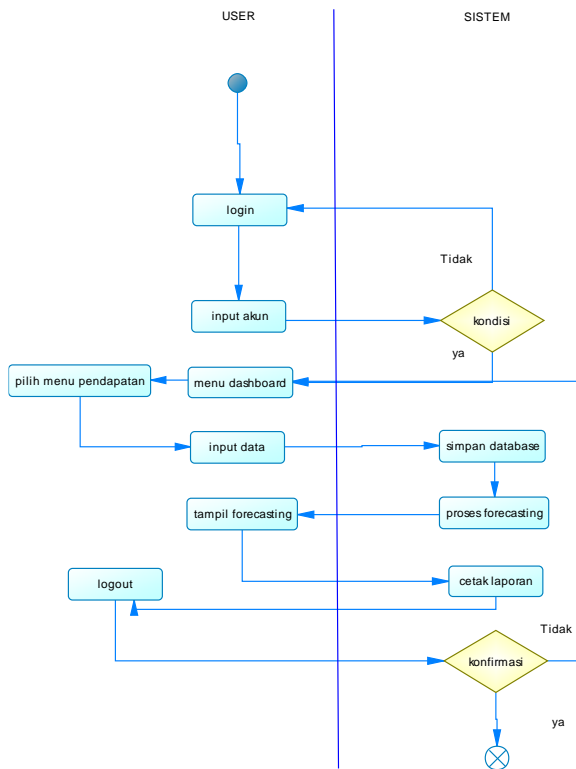 USER
SISTEM
login
Tidak
input akun
kondisi
ya
pilih menu pendapatan
menu dashboard
input data
simpan database
tampil forecasting
proses forecasting
logout
cetak laporan
Tidak
konfirmasi
ya